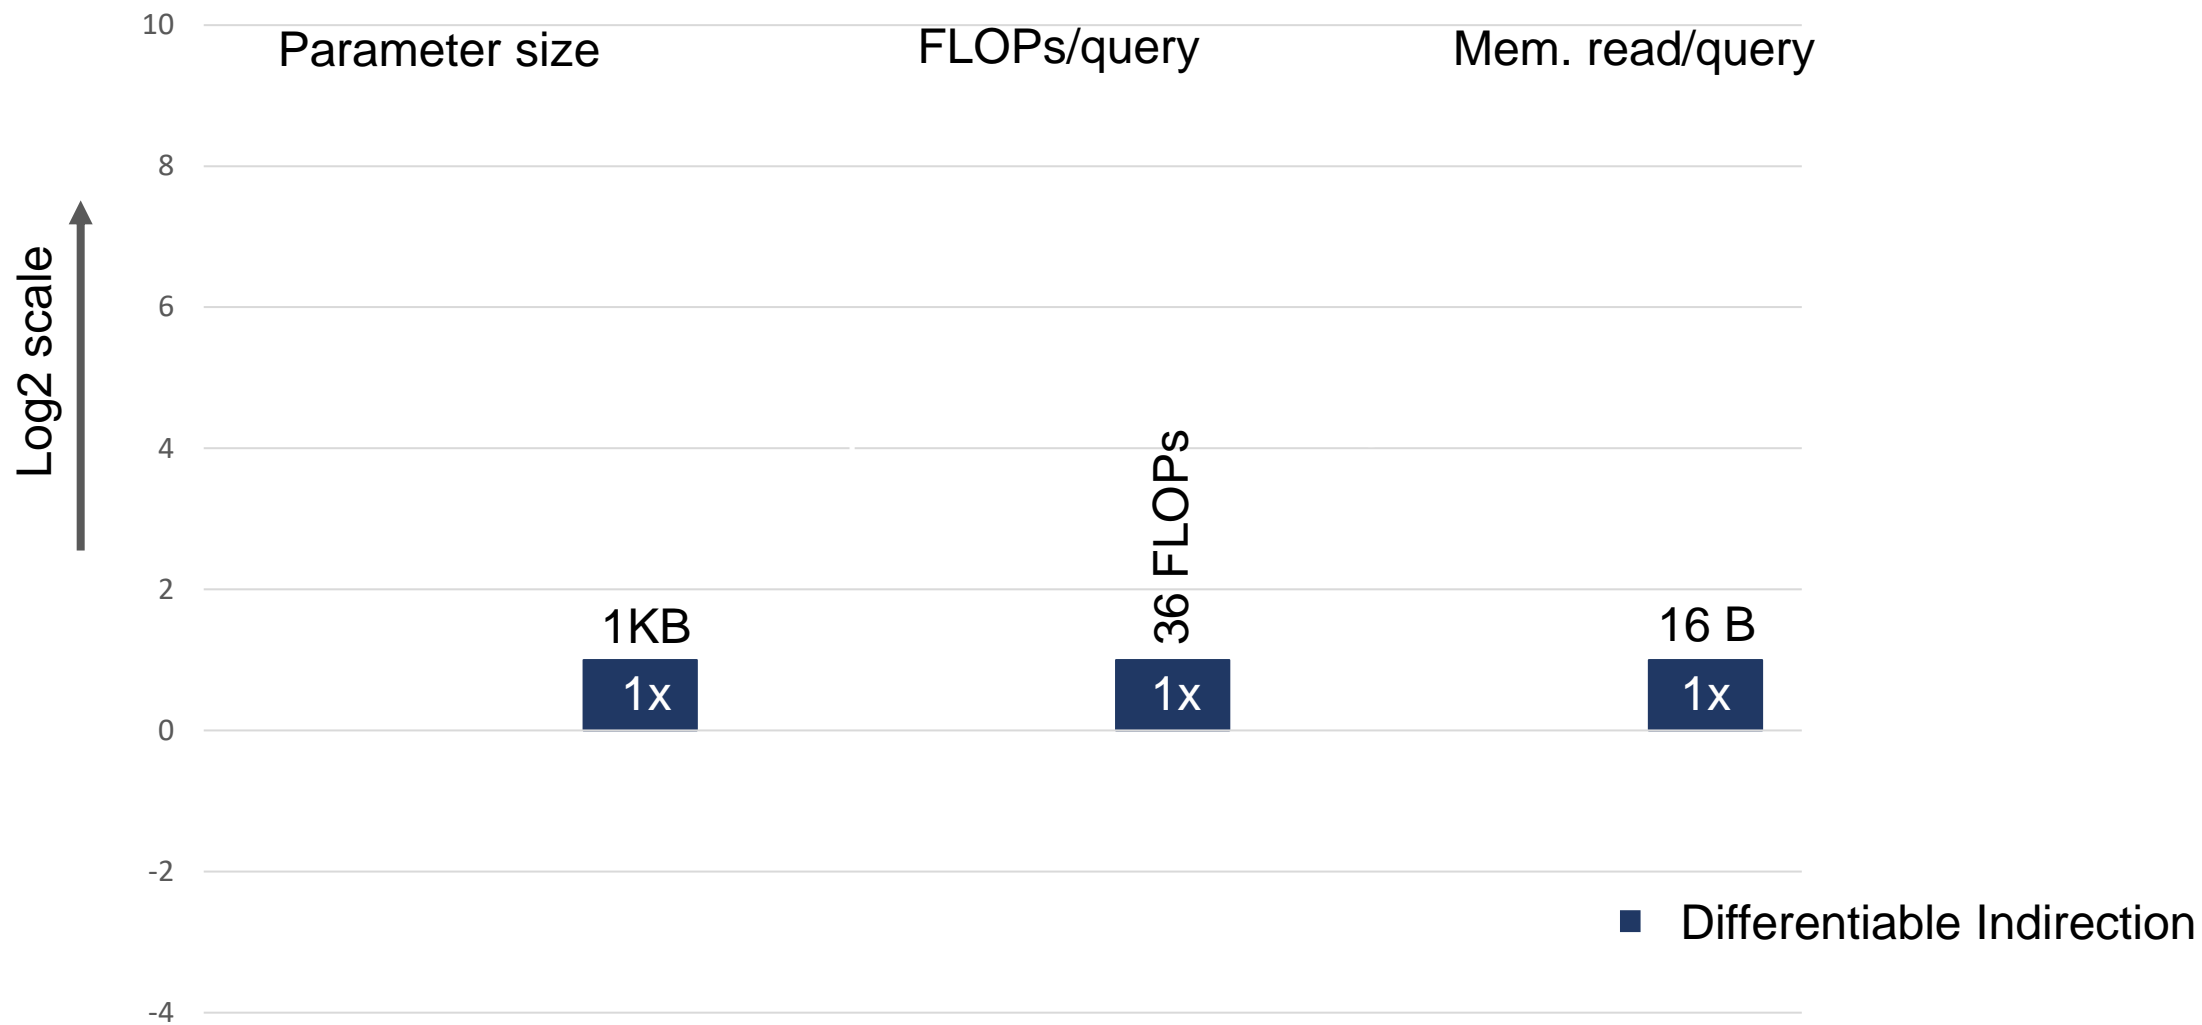 10
Parameter size
FLOPs/query
Mem. read/query
8
Log2 scale
6
4
36 FLOPs
2
1KB
16 B
1x
1x
1x
0
-2
Differentiable Indirection
-4